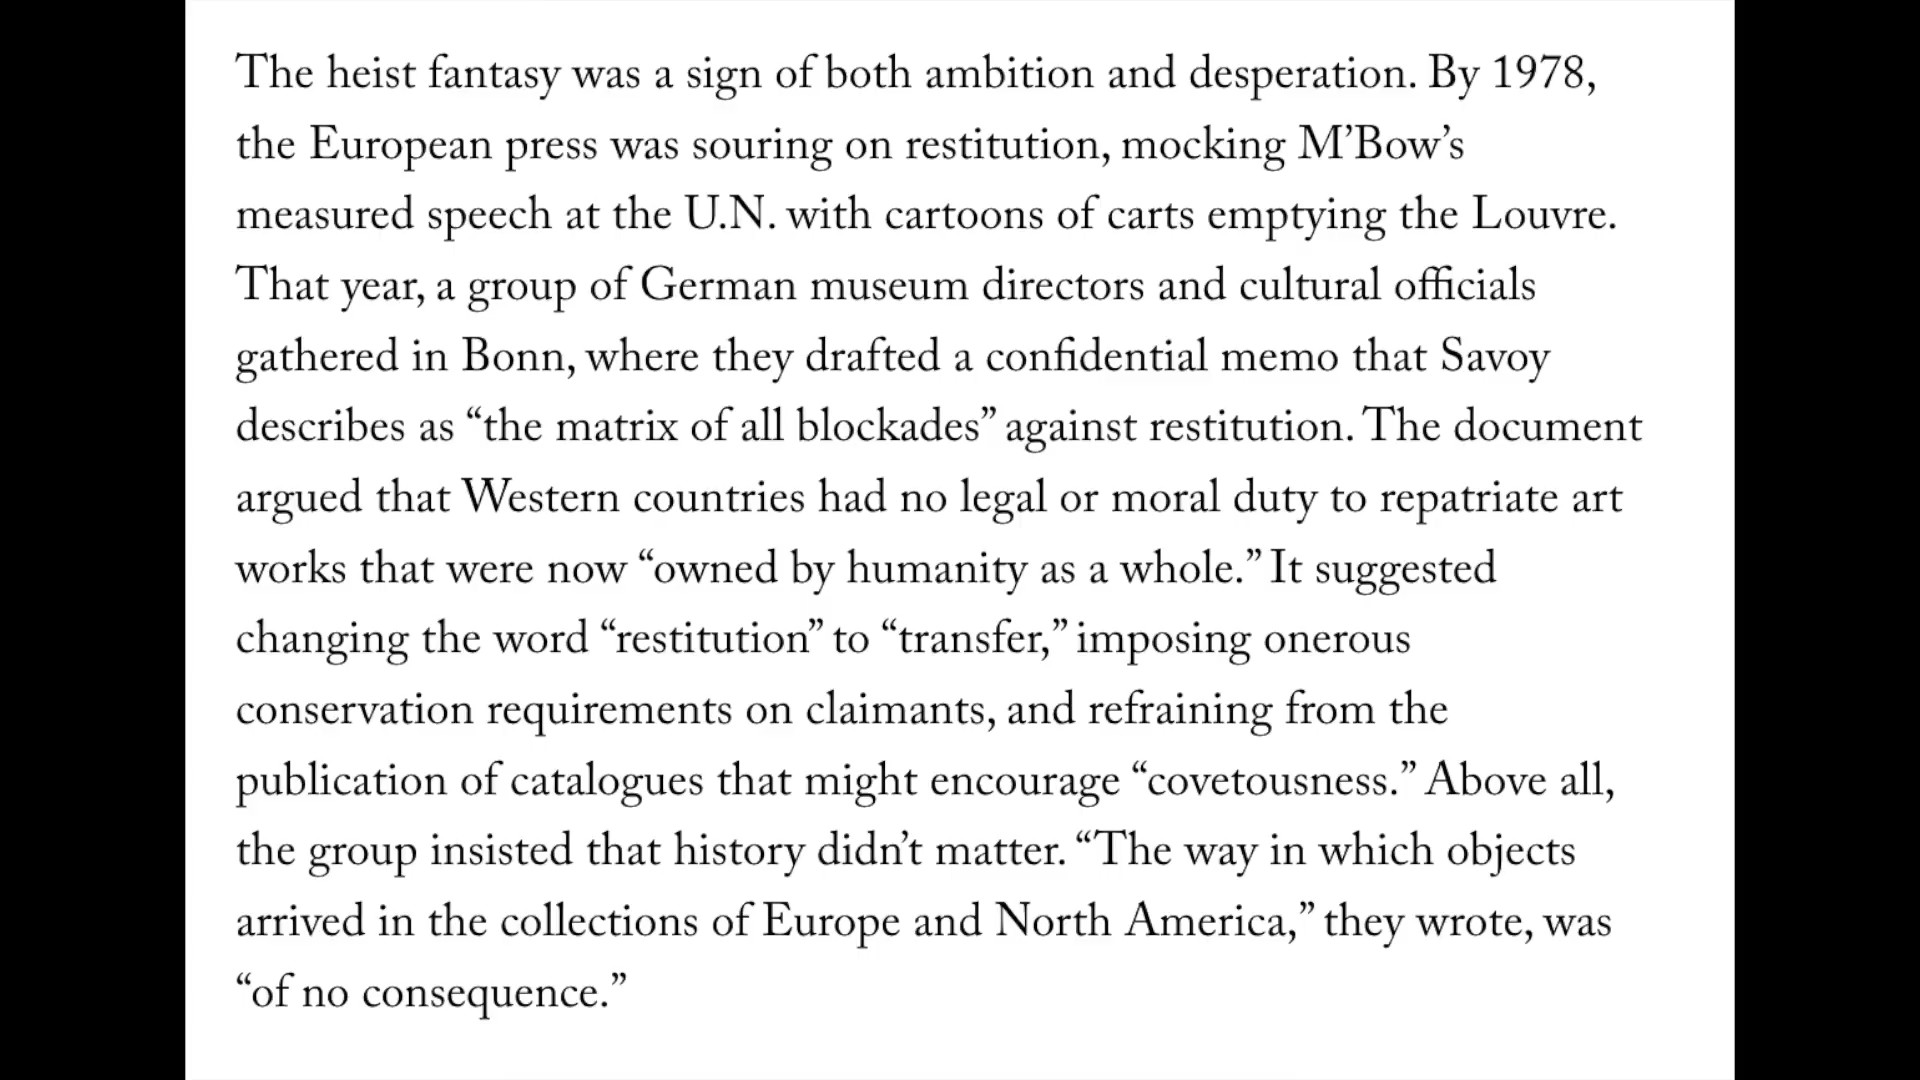 The heist fantasy was a sign of both ambition and desperation. By 1978,
the European press was souring on restitution, mocking M’Bow’s
measured speech at the U.N. with cartoons of carts emptying the Louvre.
That year, a group of German museum directors and cultural officials
gathered in Bonn, where they drafted a confidential memo that Savoy
describes as “the matrix of all blockades” against restitution. The document
argued that Western countries had no legal or moral duty to repatriate art
works that were now “owned by humanity as a whole.” It suggested
changing the word “restitution” to “transfer,” imposing onerous
conservation requirements on claimants, and refraining from the
publication of catalogues that might encourage “covetousness.” Above all,
the group insisted that history didn’t matter. “The way in which objects
arrived in the collections of Europe and North America,” they wrote, was
“of no consequence.”